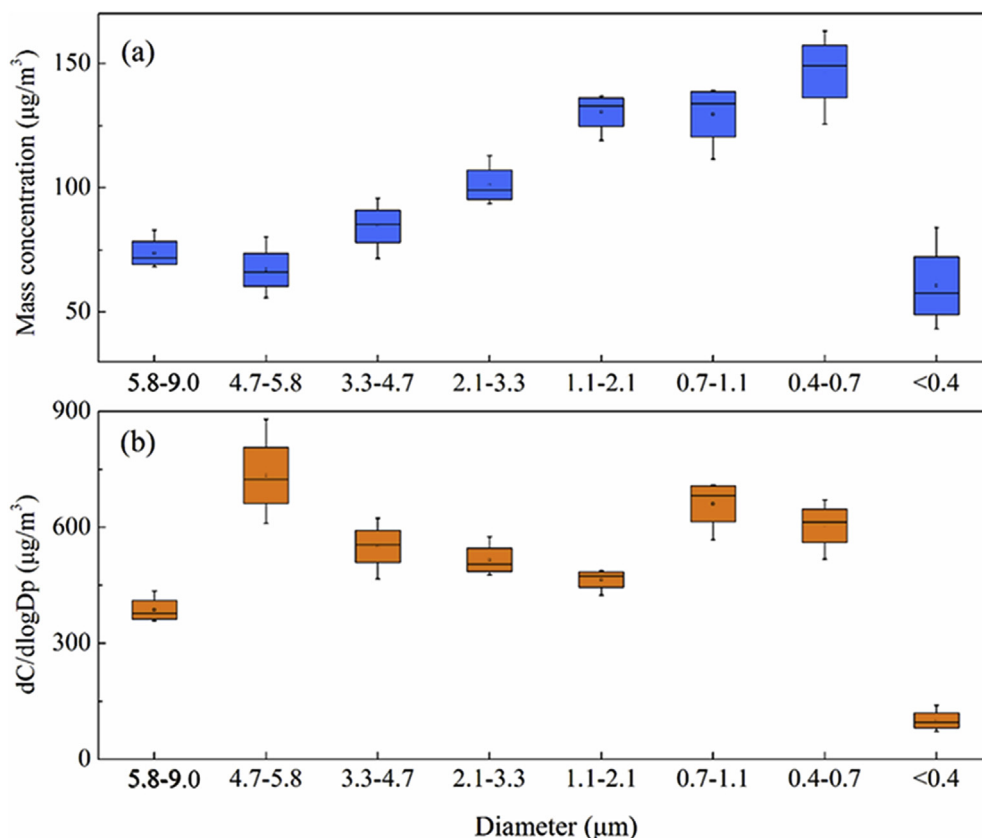 (a)
Mass concentration (μg/m³)
150
100
50
5.8-9.0 4.7-5.8 3.3-4.7 2.1-3.3 1.1-2.1 0.7-1.1 0.4-0.7 <0.4
(b)
dC/dlogDp (μg/m³)
900
600
300
0
5.8-9.0 4.7-5.8 3.3-4.7 2.1-3.3 1.1-2.1 0.7-1.1 0.4-0.7 <0.4
Diameter (μm)